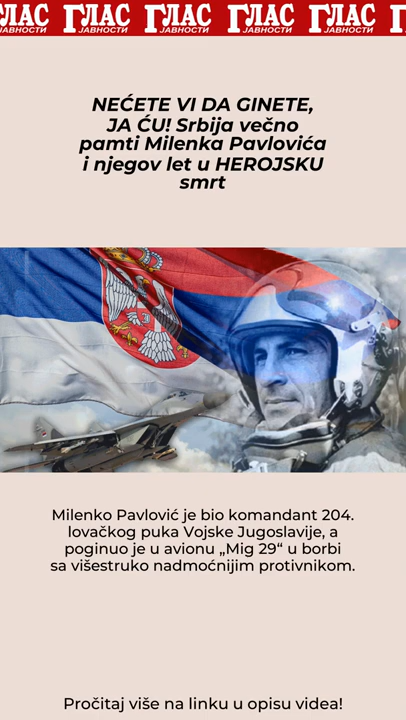 ГЛАС ГЛАС ГЛАС ГЛАС ГЛАС
ЈАВНОСТИ ЈАВНОСТИ ЈАВНОСТИ ЈАВНОСТИ
NEĆETE VI DA GINETE,
JA ĆU! Srbija večno
pamti Milenka Pavlovića
i njegov let u HEROJSKU
smrt
Milenko Pavlović je bio komandant 204.
lovačkog puka Vojske Jugoslavije, a
poginuo je u avionu „Mig 29“ u borbi
sa višestruko nadmoćnijim protivnikom.
Pročitaj više na linku u opisu videa!